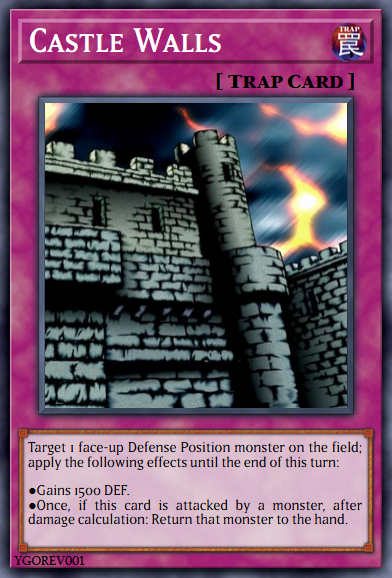 Castle Walls
TRAP
罠
[ Trap Card ]
Target 1 face-up Defense Position monster on the field;
apply the following effects until the end of this turn:
●Gains 1500 DEF.
●Once, if this card is attacked by a monster, after
damage calculation: Return that monster to the hand.
YGOREV001